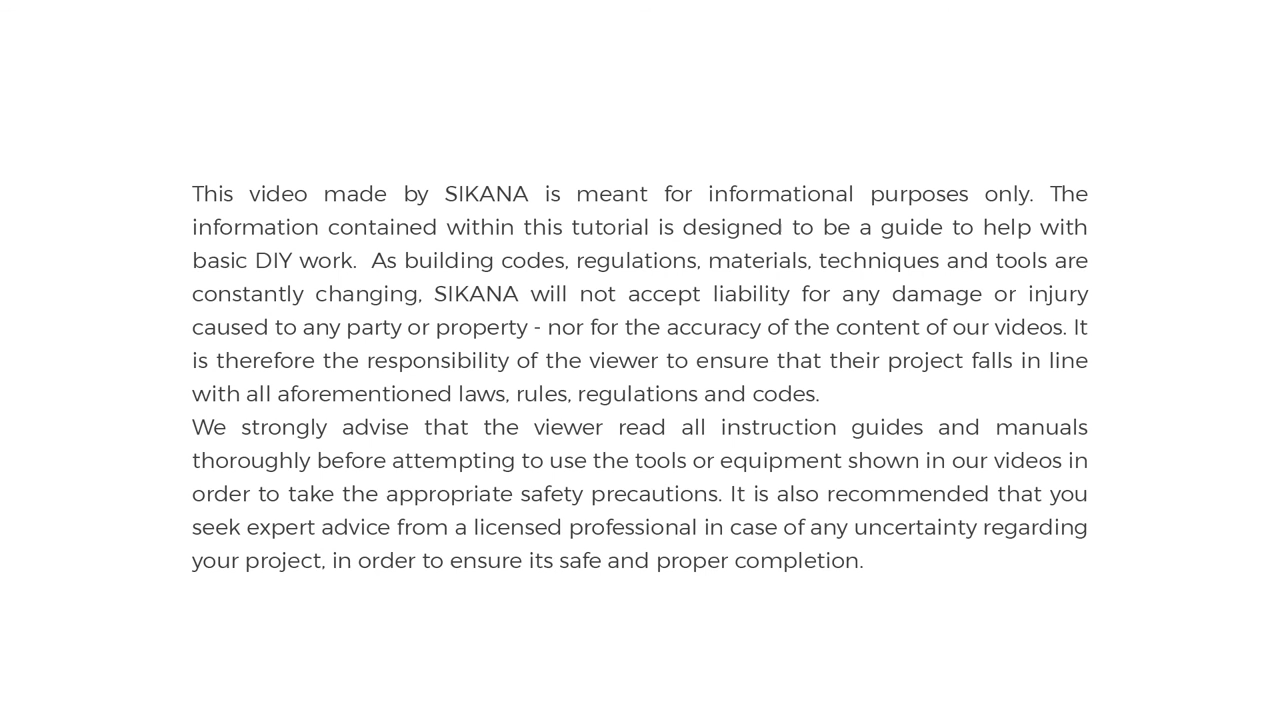 This video made by SIKANA is meant for informational purposes only. The
information contained within this tutorial is designed to be a guide to help with
basic DIY work.  As building codes, regulations, materials, techniques and tools are
constantly changing, SIKANA will not accept liability for any damage or injury
caused to any party or property - nor for the accuracy of the content of our videos. It
is therefore the responsibility of the viewer to ensure that their project falls in line
with all aforementioned laws, rules, regulations and codes.
We strongly advise that the viewer read all instruction guides and manuals
thoroughly before attempting to use the tools or equipment shown in our videos in
order to take the appropriate safety precautions. It is also recommended that you
seek expert advice from a licensed professional in case of any uncertainty regarding
your project, in order to ensure its safe and proper completion.